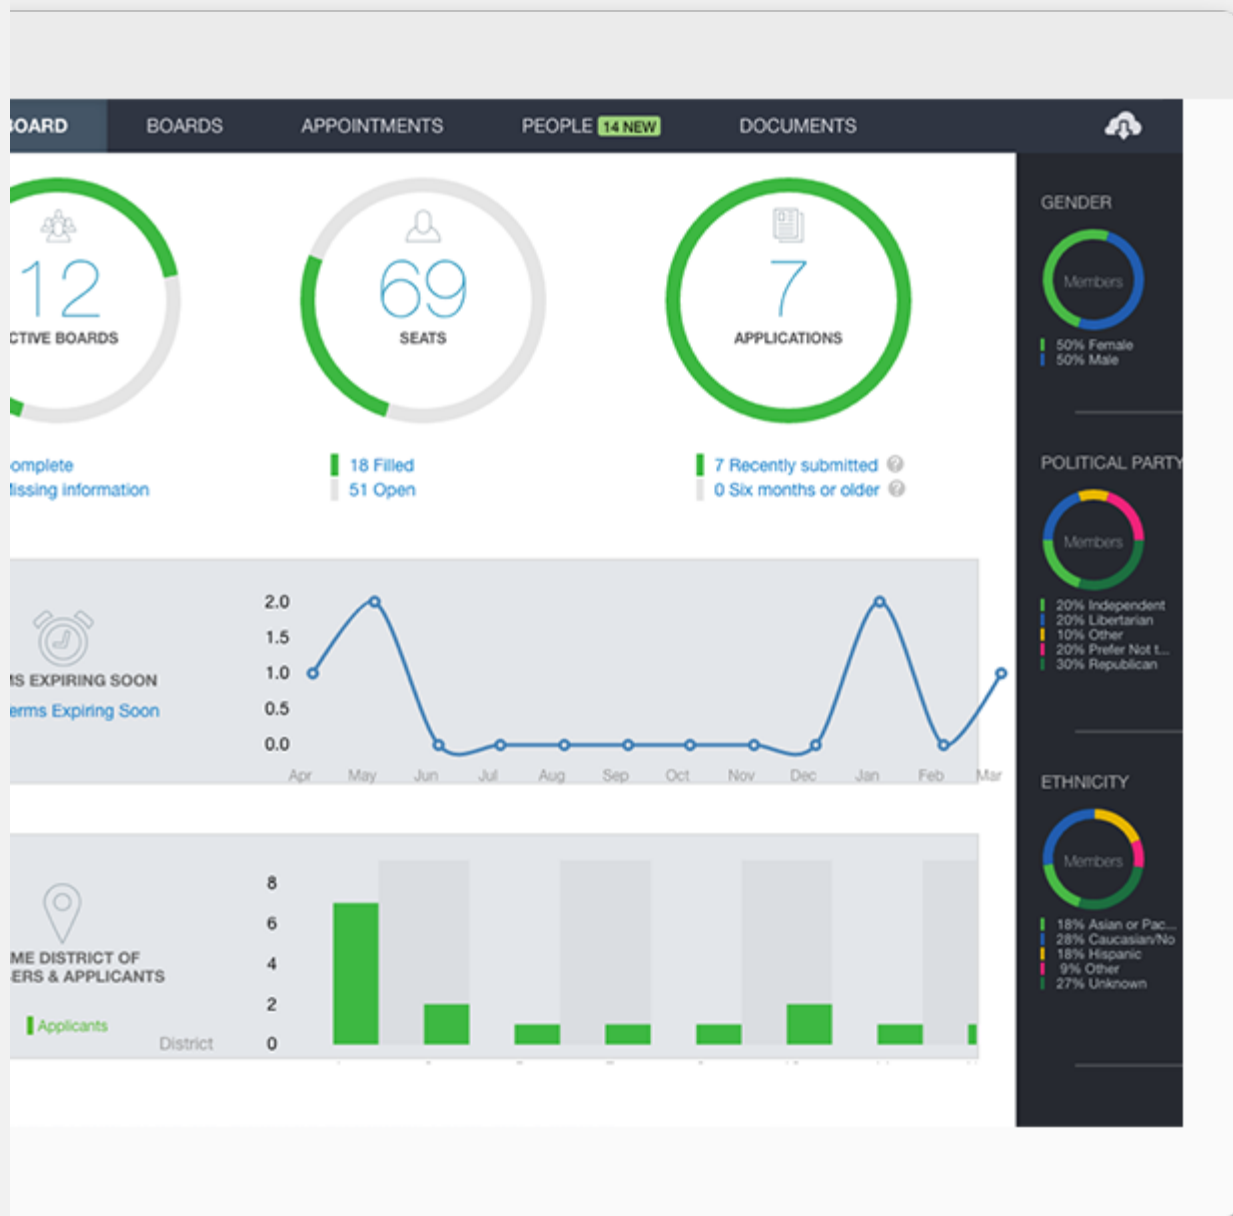 BOARD BOARDS APPOINTMENTS PEOPLE 14 NEW DOCUMENTS
12
CTIVE BOARDS
omplete
issing information
69
SEATS
18 Filled
51 Open
7
APPLICATIONS
7 Recently submitted ?
0 Six months or older ?
MS EXPIRING SOON
erms Expiring Soon
2.0
1.5
1.0
0.5
0.0
Apr May Jun Jul Aug Sep Oct Nov Dec Jan Feb Mar
ME DISTRICT OF
ERS & APPLICANTS
Applicants
District
8
6
4
2
0
GENDER
Members
50% Female
50% Male
POLITICAL PARTY
Members
20% Independent
20% Libertarian
10% Other
20% Prefer Not t...
30% Republican
ETHNICITY
Members
18% Asian or Pac...
28% Caucasian/No
18% Hispanic
9% Other
27% Unknown